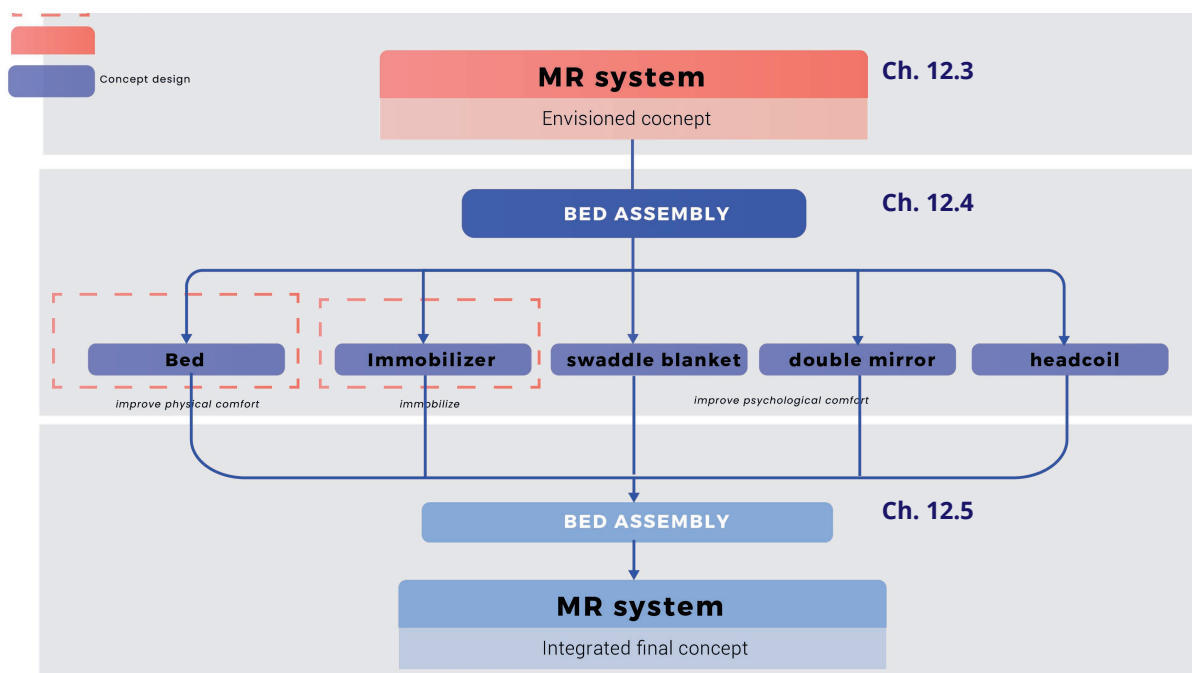 Concept design
MR system
Ch. 12.3
Envisioned cocnept
BED ASSEMBLY
Ch. 12.4
Bed
Immobilizer
swaddle blanket
double mirror
headcoil
improve physical comfort
immobilize
improve psychological comfort
BED ASSEMBLY
Ch. 12.5
MR system
Integrated final concept